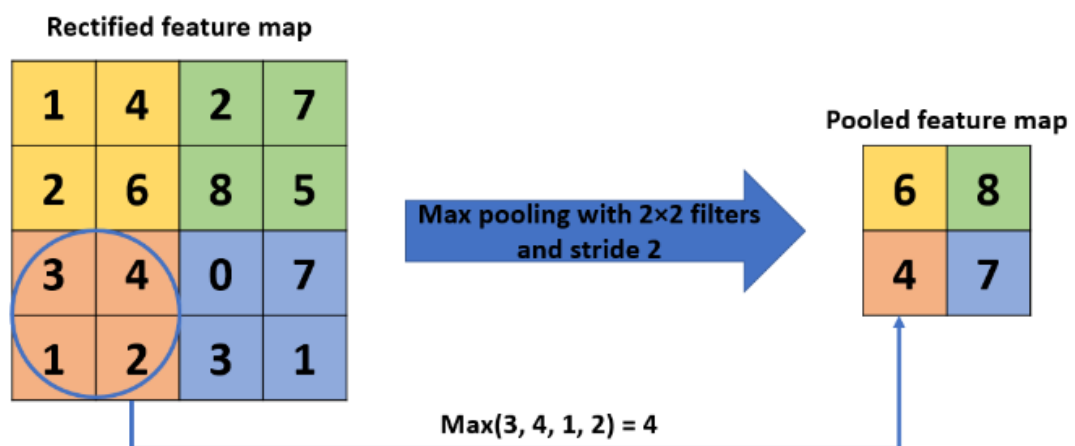 Rectified feature map
1 4 2 7
2 6 8 5
3 4 0 7
1 2 3 1
Max pooling with 2×2 filters
and stride 2
Pooled feature map
6 8
4 7
Max(3, 4, 1, 2) = 4